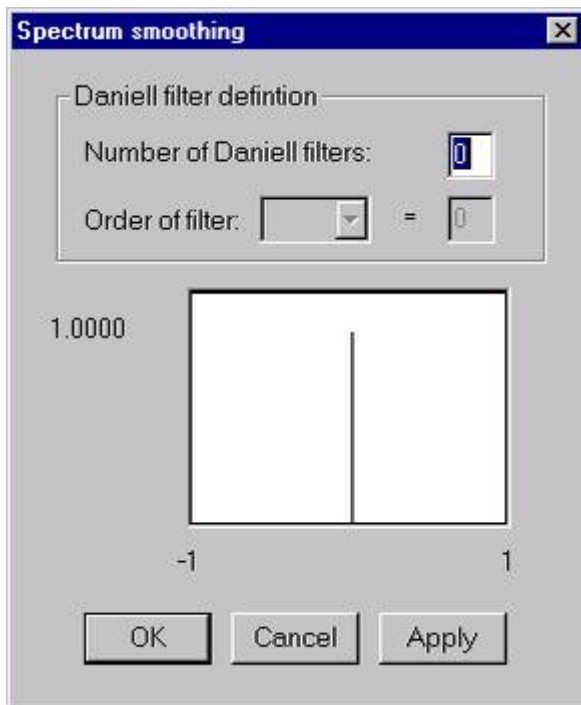 Spectrum smoothing
Daniell filter defintion
Number of Daniell filters: 0
Order of filter: = 0
1.0000
-1 1
OK Cancel Apply